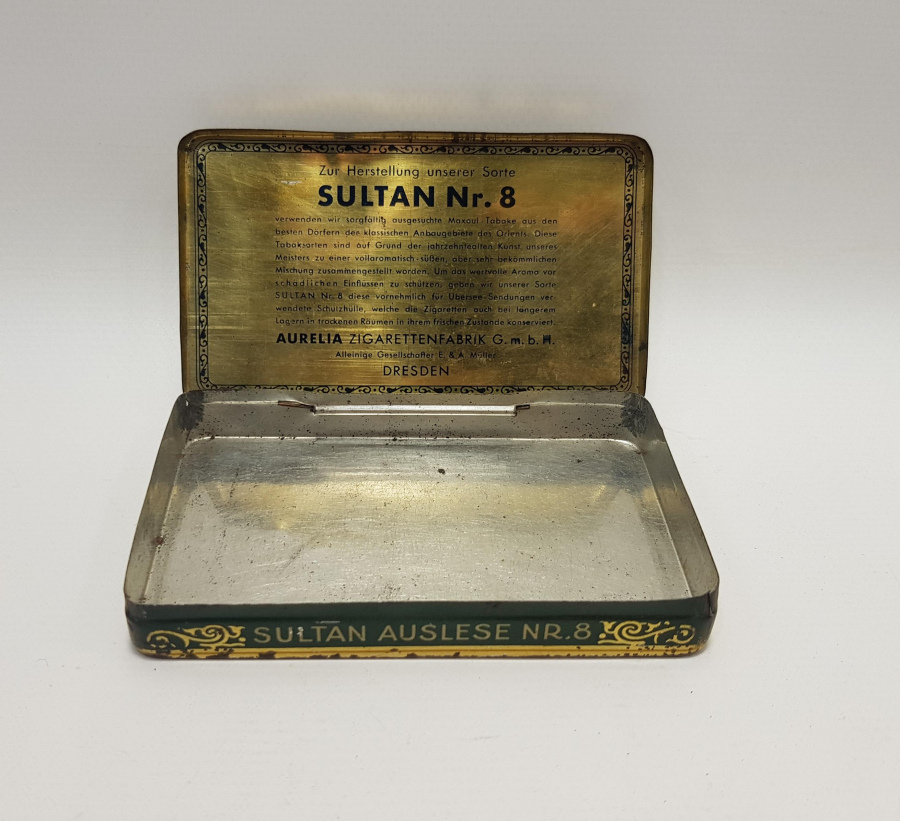 Zur Herstellung unserer Sorte
SULTAN Nr. 8
verwenden wir sorgfältig ausgesuchte Maxoul Tabake aus den
besten Dörfern der klassischen Anbaugebiete des Orients. Diese
Tabaksorten sind auf Grund der jahrzehntealten Kunst unseres
Meisters zu einer vollaromatisch-süßen, aber sehr bekömmlichen
Mischung zusammengestellt worden. Um das wertvolle Aroma vor
schädlichen Einflüssen zu schützen, geben wir unserer Sorte
SULTAN Nr. 8 diese vornehmlich für Übersee-Sendungen ver-
wendete Schutzhülle, welche die Zigaretten auch bei längerem
Lagern in trockenen Räumen in ihrem frischen Zustande konserviert.
AURELIA ZIGARETTENFABRIK G.m.b.H.
Alleinige Gesellschafter E. & A. Müller
DRESDEN
SULTAN AUSLESE NR.8